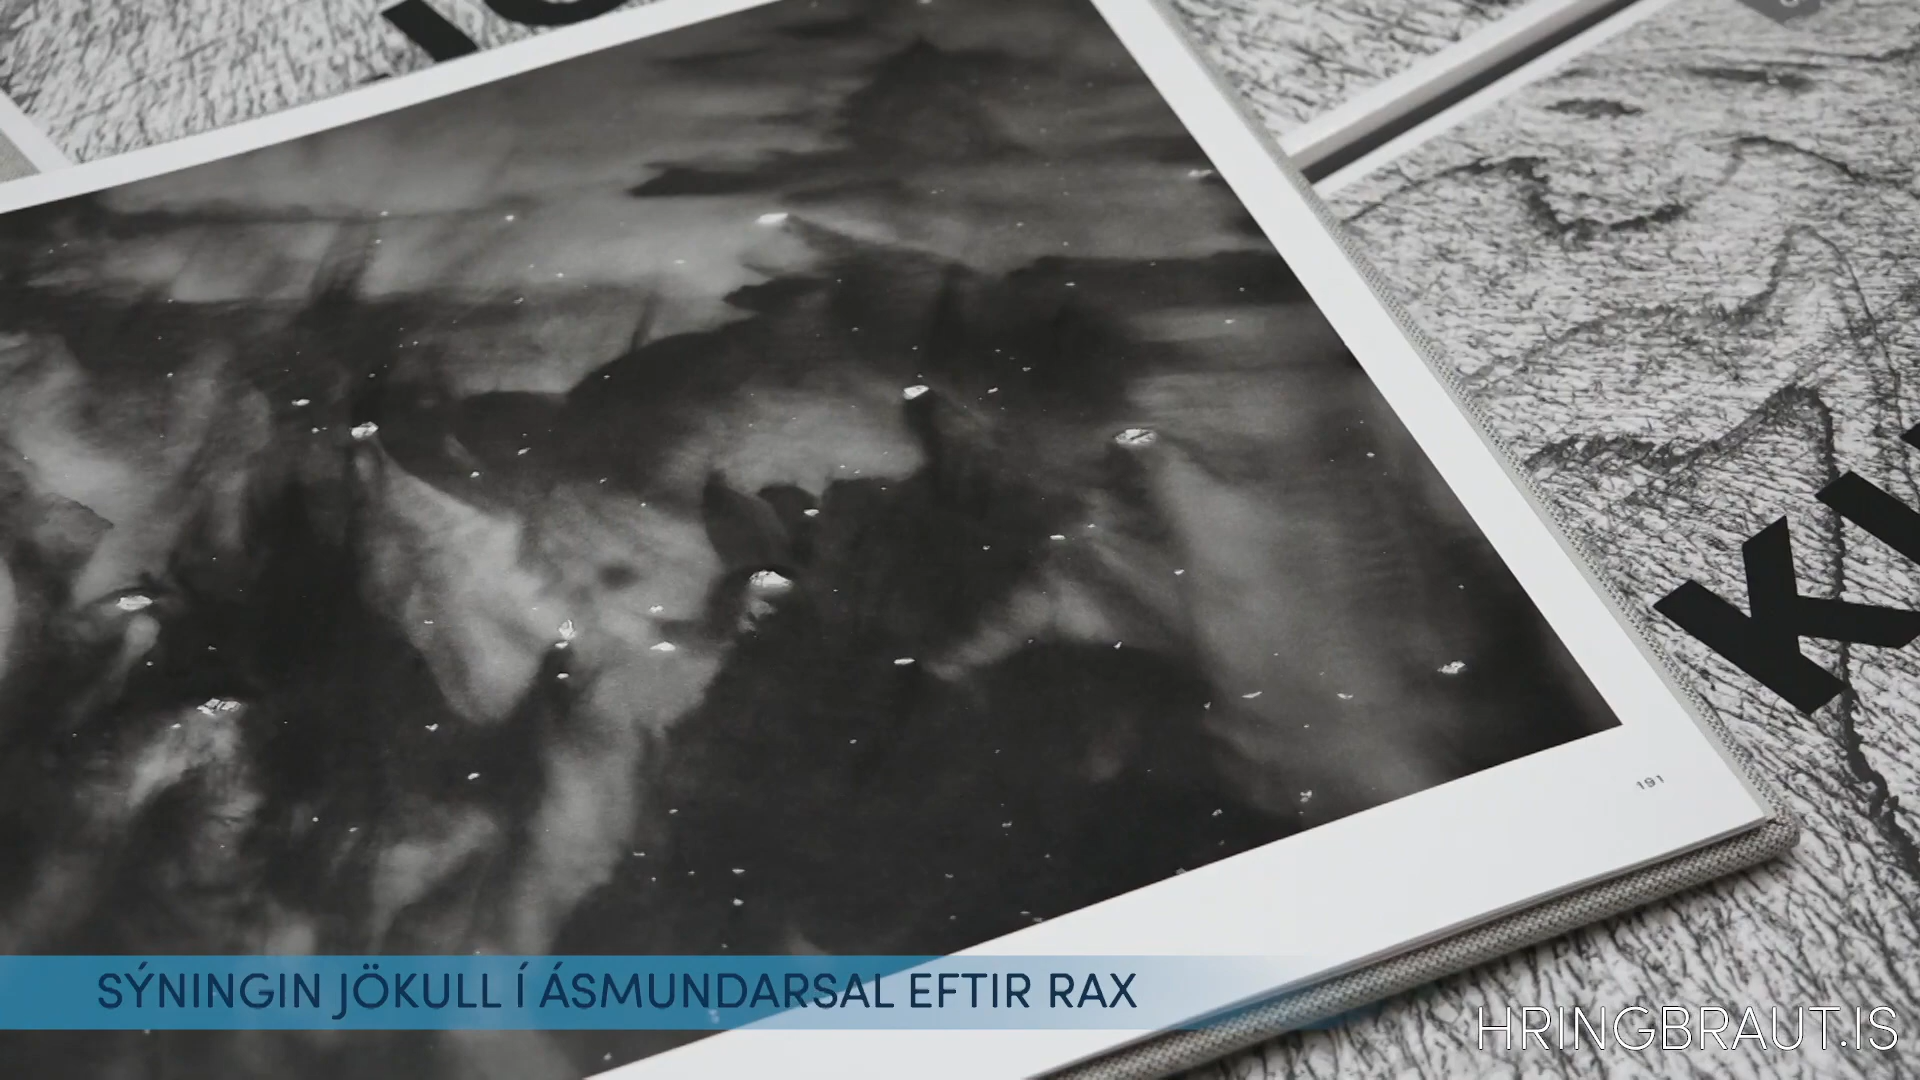 191
K
SÝNINGIN JÖKULL Í ÁSMUNDARSAL EFTIR RAX
HRINGBRAUT.IS